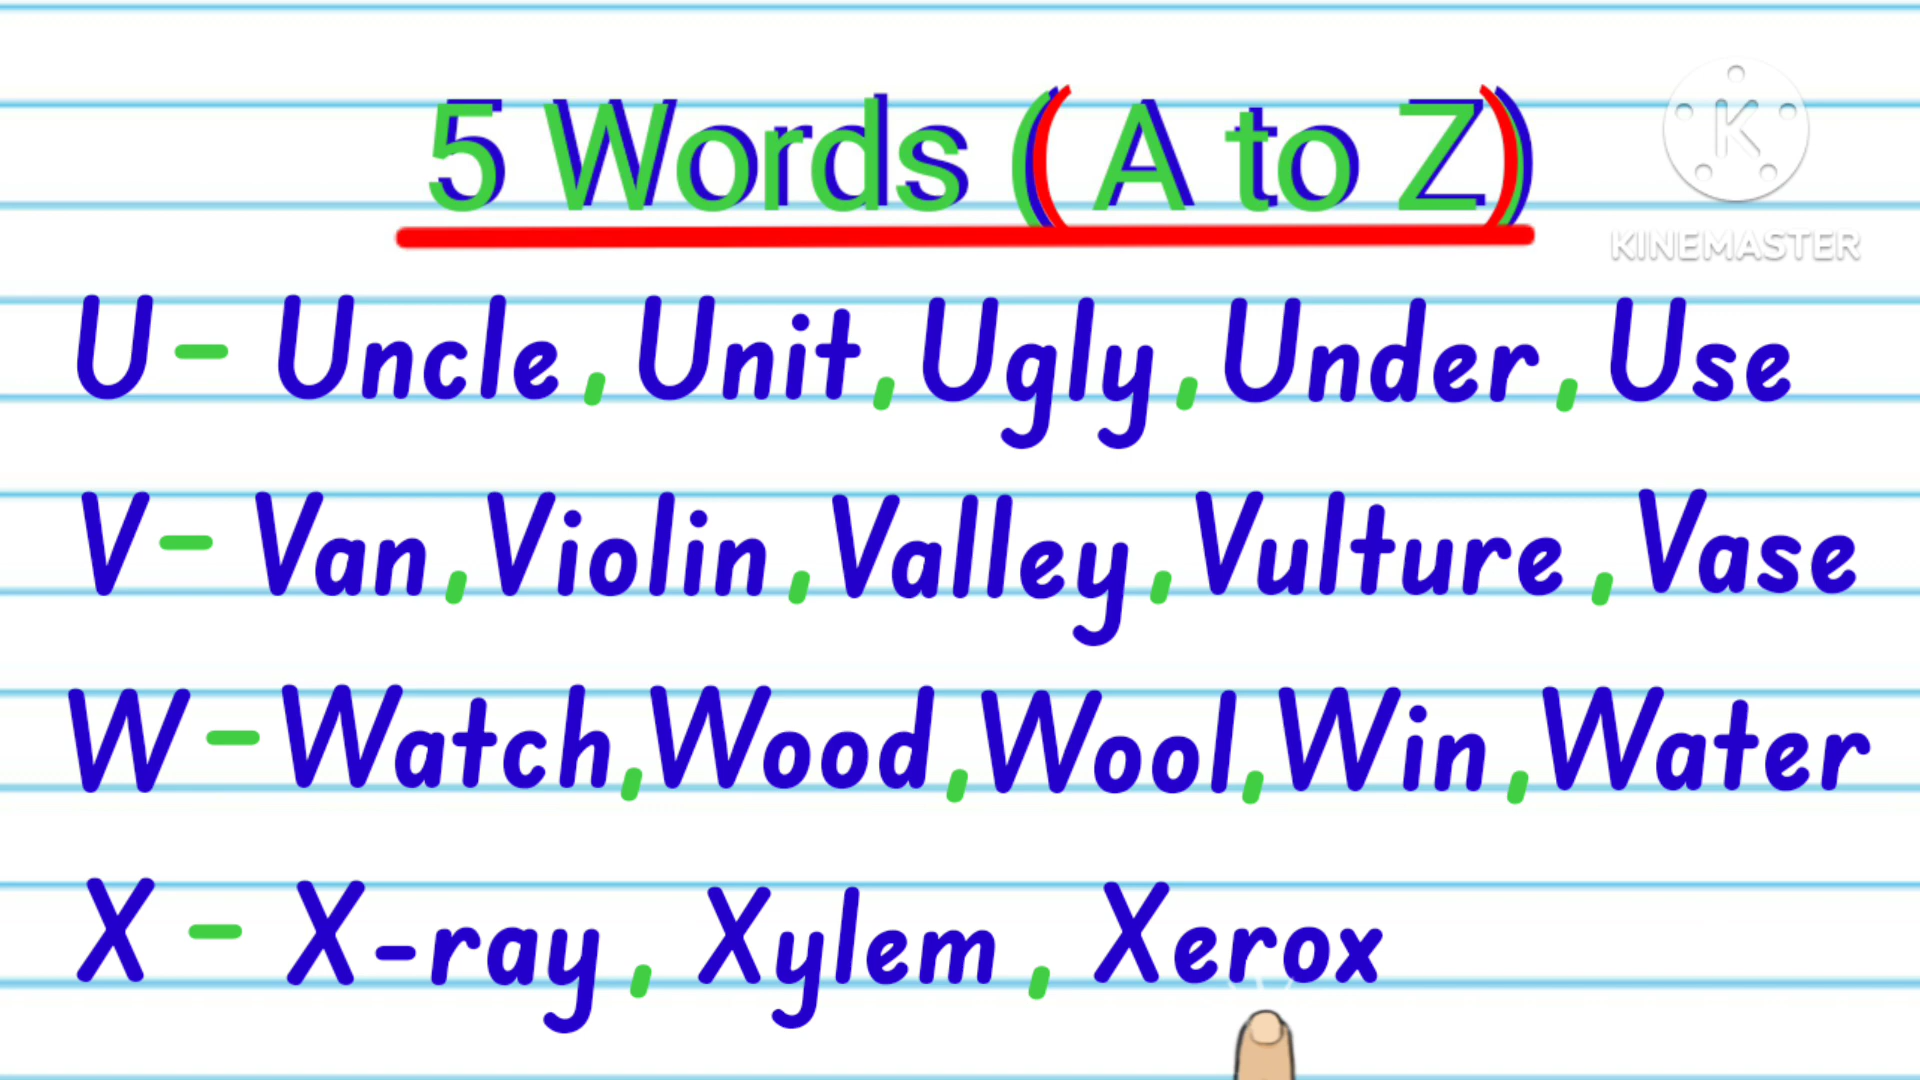 5 Words ( A to Z)
K
KINEMASTER
U- Uncle, Unit, Ugly, Under, Use
V- Van, Violin, Valley, Vulture, Vase
W- Watch, Wood, Wool, Win, Water
X - X-ray, Xylem, Xerox